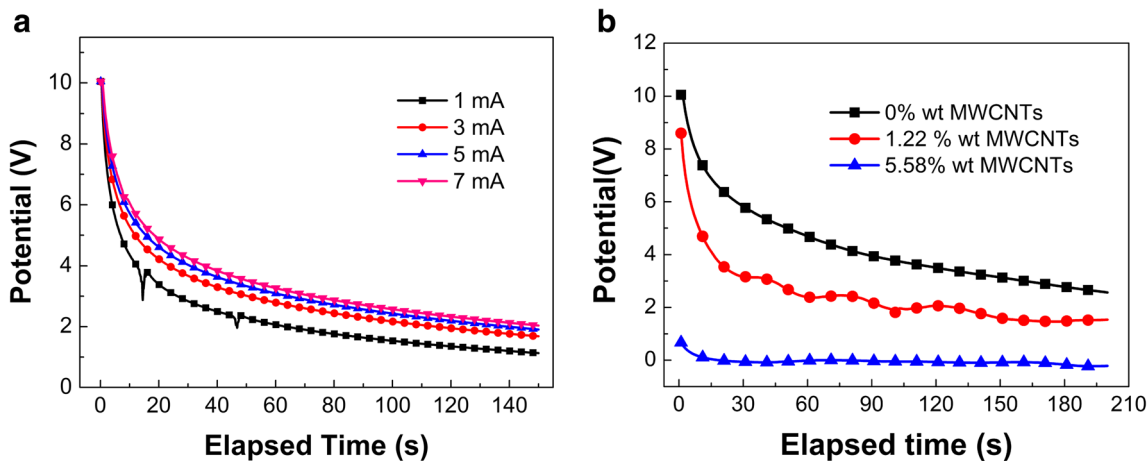 a
Potential (V)
10
8
6
4
2
0
0 20 40 60 80 100 120 140
Elapsed Time (s)
1 mA
3 mA
5 mA
7 mA
b
Potential(V)
12
10
8
6
4
2
0
0 30 60 90 120 150 180 210
Elapsed time (s)
0% wt MWCNTs
1.22 % wt MWCNTs
5.58% wt MWCNTs